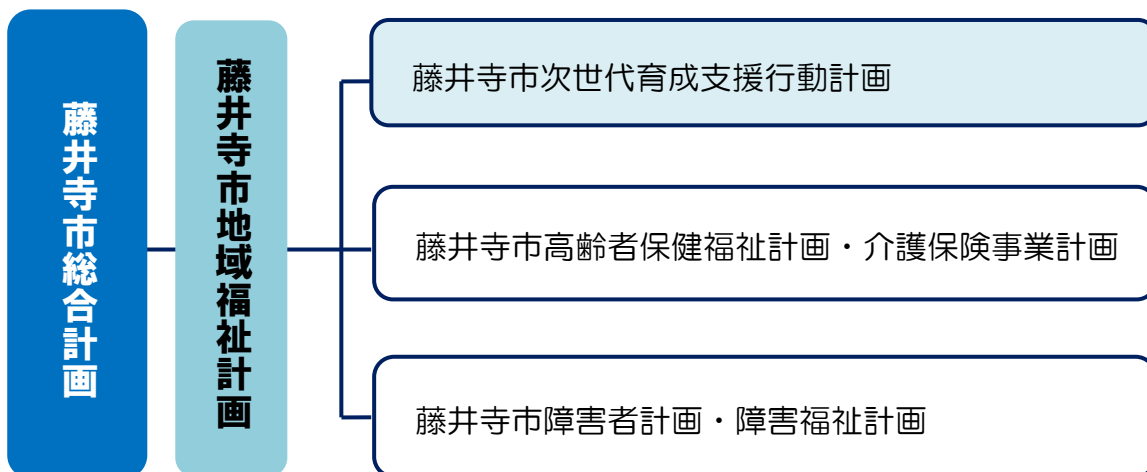 藤井寺市総合計画
藤井寺市地域福祉計画
藤井寺市次世代育成支援行動計画
藤井寺市高齢者保健福祉計画・介護保険事業計画
藤井寺市障害者計画・障害福祉計画